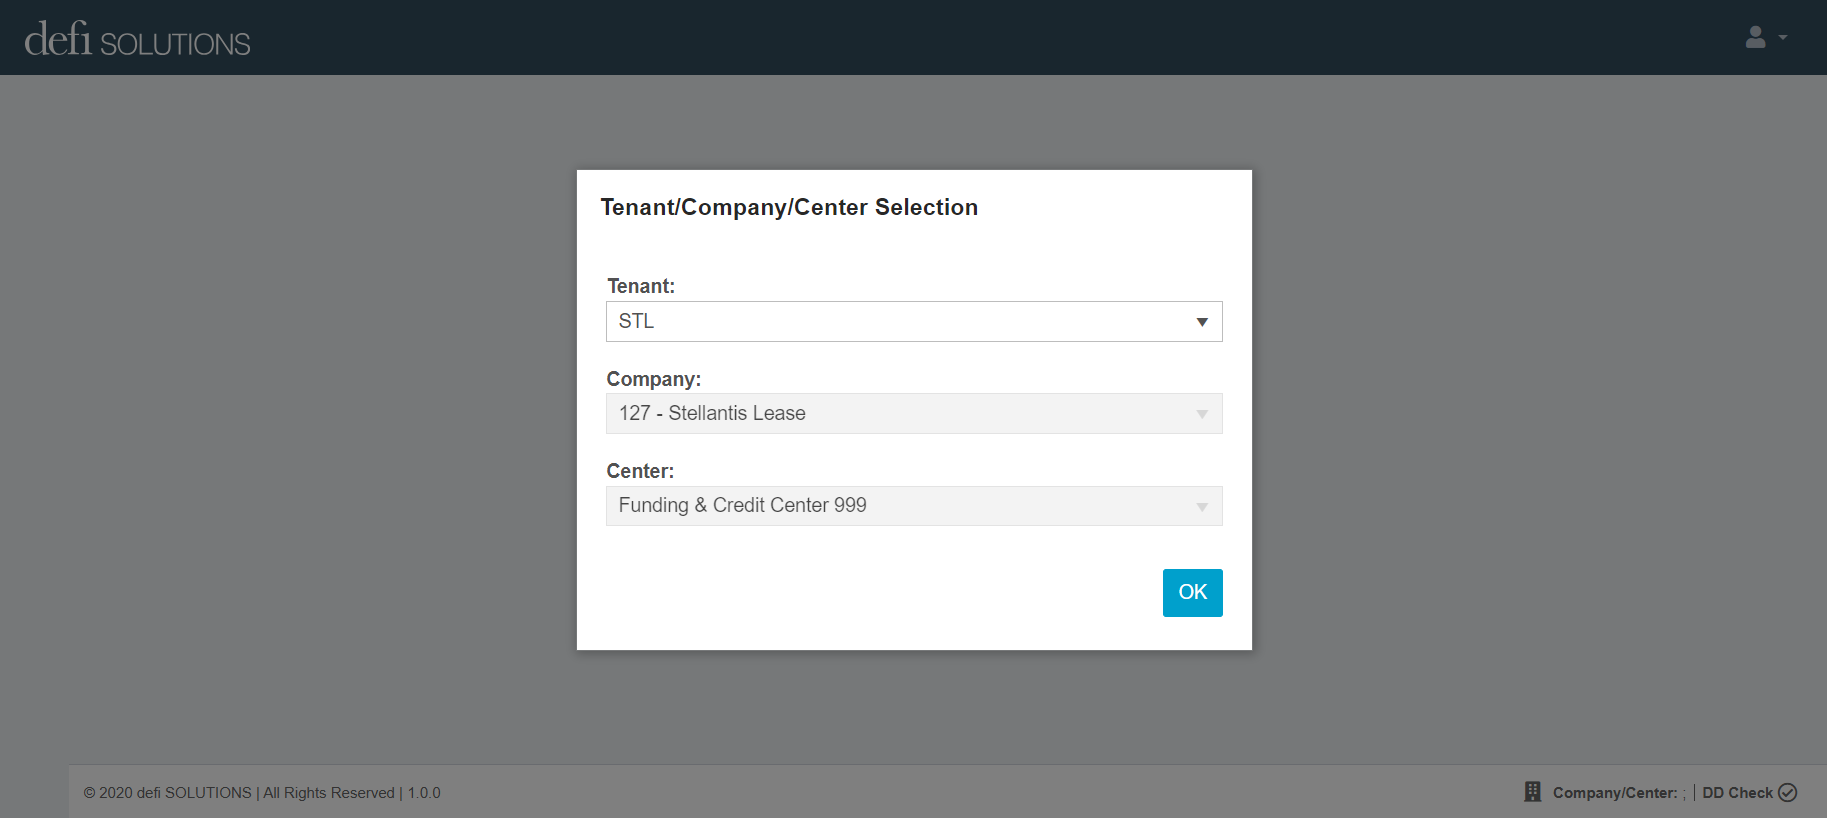 defi SOLUTIONS
Tenant/Company/Center Selection
Tenant:
STL
Company:
127 - Stellantis Lease
Center:
Funding & Credit Center 999
OK
© 2020 defi SOLUTIONS | All Rights Reserved | 1.0.0
Company/Center: ; | DD Check